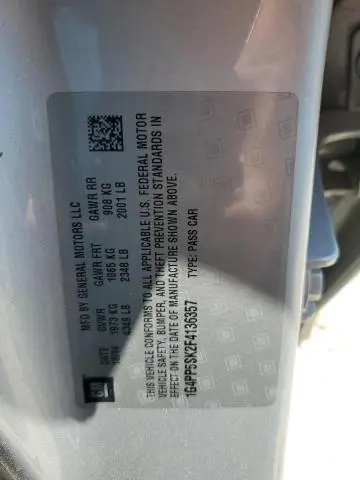 MFD BY GENERAL MOTORS LLC
DATE GVWR GAWR FRT GAWR RR
1973 KG 1065 KG 908 KG
4349 LB 2348 LB 2001 LB
THIS VEHICLE CONFORMS TO ALL APPLICABLE U.S. FEDERAL MOTOR
VEHICLE SAFETY, BUMPER, AND THEFT PREVENTION STANDARDS IN
EFFECT ON THE DATE OF MANUFACTURE SHOWN ABOVE.
1G4PP5SK2F4136357 TYPE: PASS CAR
GM